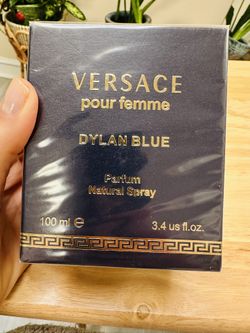 VERSACE
pour femme
DYLAN BLUE
Parfum
Natural Spray
100 ml ℮ 3.4 us fl.oz.